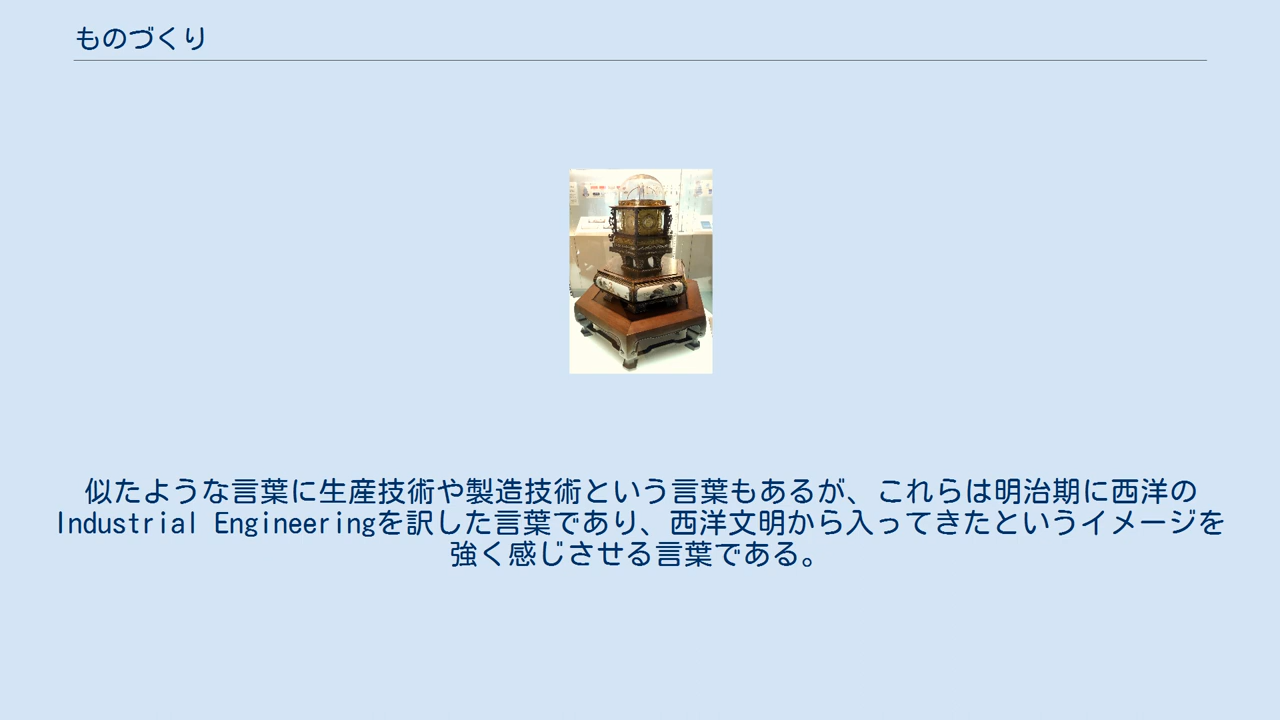 ものづくり
似たような言葉に生産技術や製造技術という言葉もあるが、これらは明治期に西洋の
Industrial Engineeringを訳した言葉であり、西洋文明から入ってきたというイメージを
強く感じさせる言葉である。